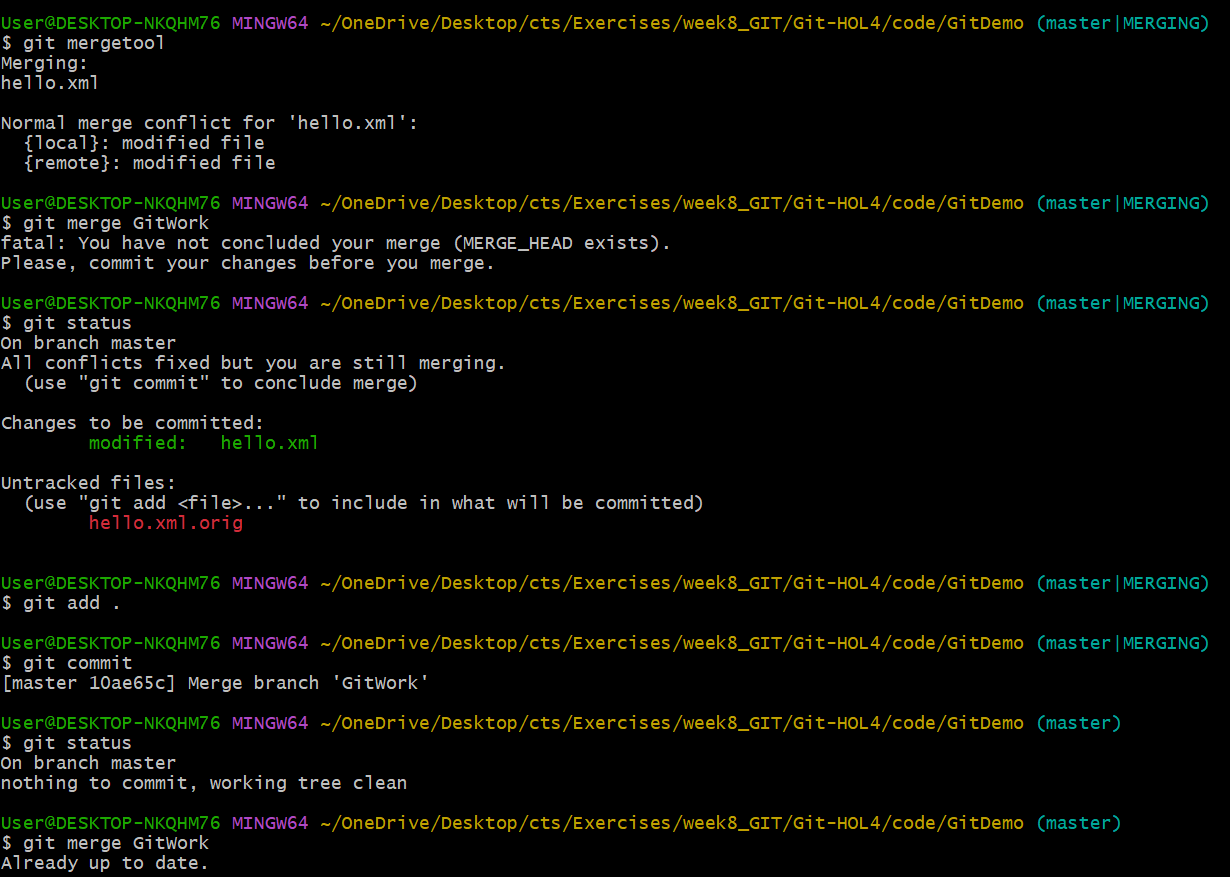 User@DESKTOP-NKQHM76 MINGW64 ~/OneDrive/Desktop/cts/Exercises/week8_GIT/Git-HOL4/code/GitDemo (master|MERGING)
$ git mergetool
Merging:
hello.xml
Normal merge conflict for 'hello.xml':
  {local}: modified file
  {remote}: modified file
User@DESKTOP-NKQHM76 MINGW64 ~/OneDrive/Desktop/cts/Exercises/week8_GIT/Git-HOL4/code/GitDemo (master|MERGING)
$ git merge GitWork
fatal: You have not concluded your merge (MERGE_HEAD exists).
Please, commit your changes before you merge.
User@DESKTOP-NKQHM76 MINGW64 ~/OneDrive/Desktop/cts/Exercises/week8_GIT/Git-HOL4/code/GitDemo (master|MERGING)
$ git status
On branch master
All conflicts fixed but you are still merging.
  (use "git commit" to conclude merge)
Changes to be committed:
        modified:   hello.xml
Untracked files:
  (use "git add <file>..." to include in what will be committed)
        hello.xml.orig
User@DESKTOP-NKQHM76 MINGW64 ~/OneDrive/Desktop/cts/Exercises/week8_GIT/Git-HOL4/code/GitDemo (master|MERGING)
$ git add .
User@DESKTOP-NKQHM76 MINGW64 ~/OneDrive/Desktop/cts/Exercises/week8_GIT/Git-HOL4/code/GitDemo (master|MERGING)
$ git commit
[master 10ae65c] Merge branch 'GitWork'
User@DESKTOP-NKQHM76 MINGW64 ~/OneDrive/Desktop/cts/Exercises/week8_GIT/Git-HOL4/code/GitDemo (master)
$ git status
On branch master
nothing to commit, working tree clean
User@DESKTOP-NKQHM76 MINGW64 ~/OneDrive/Desktop/cts/Exercises/week8_GIT/Git-HOL4/code/GitDemo (master)
$ git merge GitWork
Already up to date.